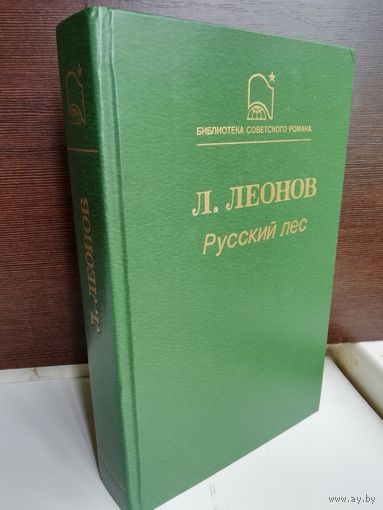 БИБЛИОТЕКА СОВЕТСКОГО РОМАНА
Л. ЛЕОНОВ
Русский лес
Л. ЛЕОНОВ
www.ay.by